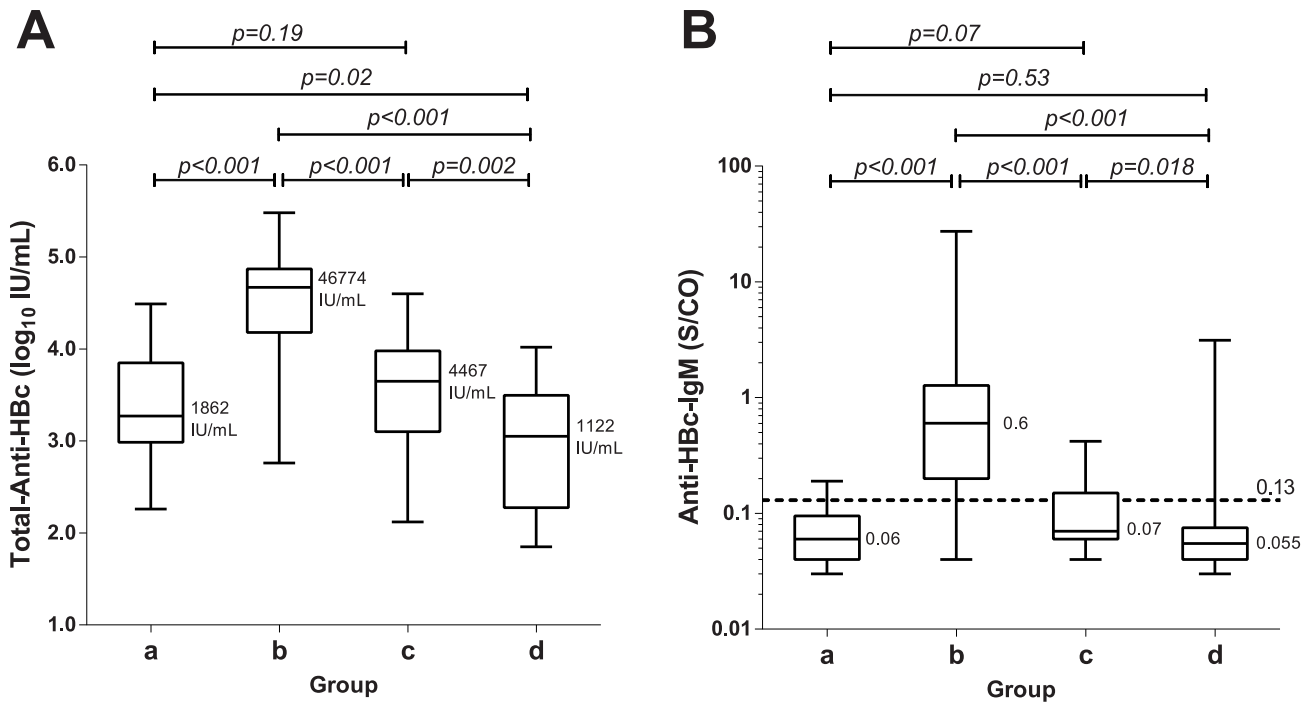 A
p=0.19
p=0.02
p<0.001
p<0.001 p<0.001 p=0.002
Total-Anti-HBc (log10 IU/mL)
6.0
5.0
4.0
3.0
2.0
1.0
1862
IU/mL
46774
IU/mL
4467
IU/mL
1122
IU/mL
a b c d
Group
B
p=0.07
p=0.53
p<0.001
p<0.001 p<0.001 p=0.018
Anti-HBc-IgM (S/CO)
100
10
1
0.1
0.01
0.06
0.6
0.07
0.13
0.055
a b c d
Group